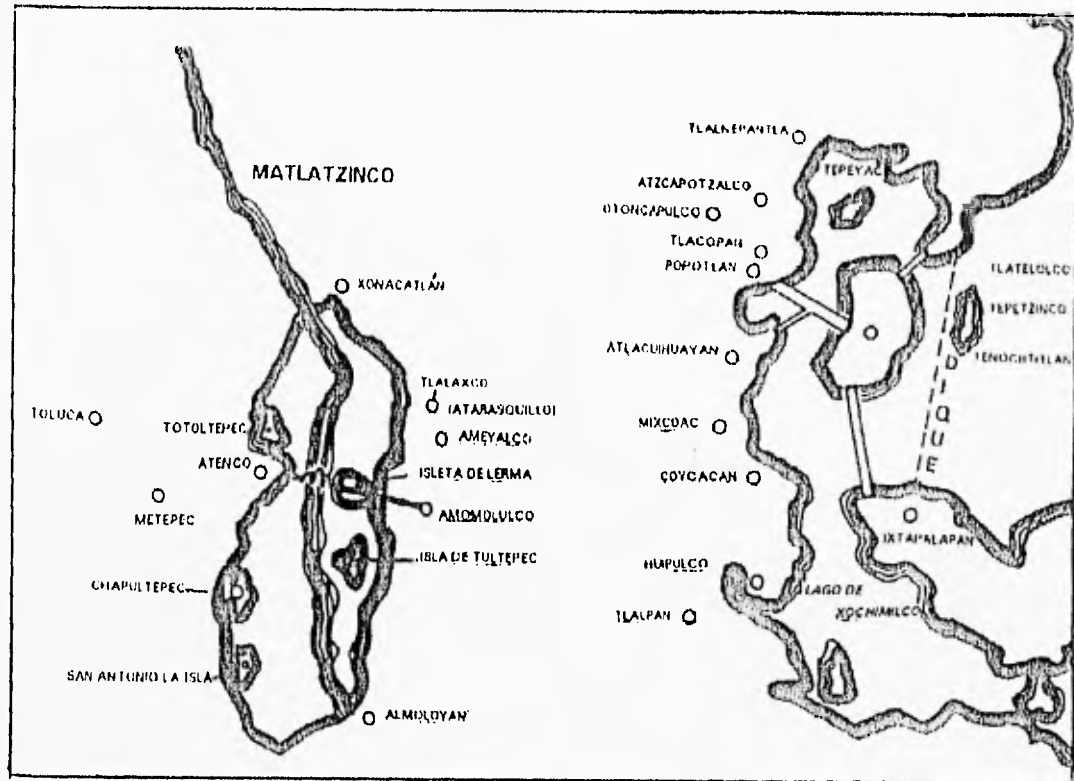 MATLATZINCO
XONACATLÁN
TLALAXCO
(ATARASQUILLO)
TOLUCA
TOTOLTEPEC
AMEYALCO
ATENCO
ISLETA DE LERMA
METEPEC
AMOMOLULCO
ISLA DE TULTEPEC
CHAPULTEPEC
SAN ANTONIO LA ISLA
ALMOLOYAN
TLALNEPANTLA
TEPEYAC
ATZCAPOTZALCO
OTONCAPULCO
TLACOPAN
POPOTLAN
TLATELOLCO
TEPETZINCO
TENOCHTITLAN
ATLACUIHUAYAN
DIQUE
MIXCOAC
COYOACAN
IXTAPALAPAN
HUIPULCO
LAGO DE
XOCHIMILCO
TLALPAN